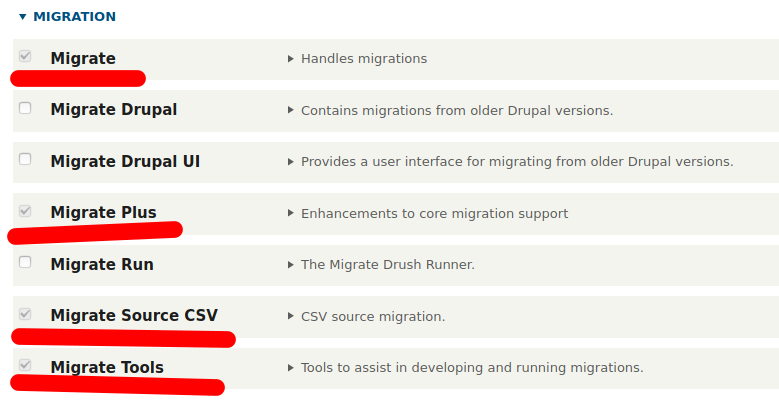 MIGRATION
Migrate Handles migrations
Migrate Drupal Contains migrations from older Drupal versions.
Migrate Drupal UI Provides a user interface for migrating from older Drupal versions.
Migrate Plus Enhancements to core migration support
Migrate Run The Migrate Drush Runner.
Migrate Source CSV CSV source migration.
Migrate Tools Tools to assist in developing and running migrations.